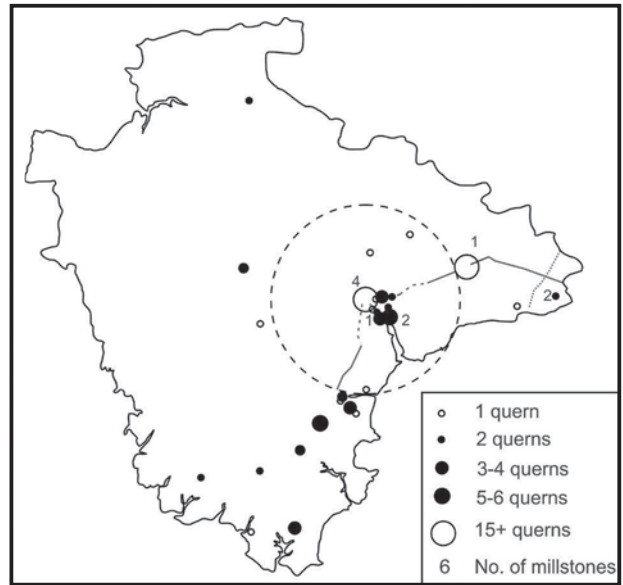 1
4
2
1 2
1 quern
2 querns
3-4 querns
5-6 querns
15+ querns
6 No. of millstones